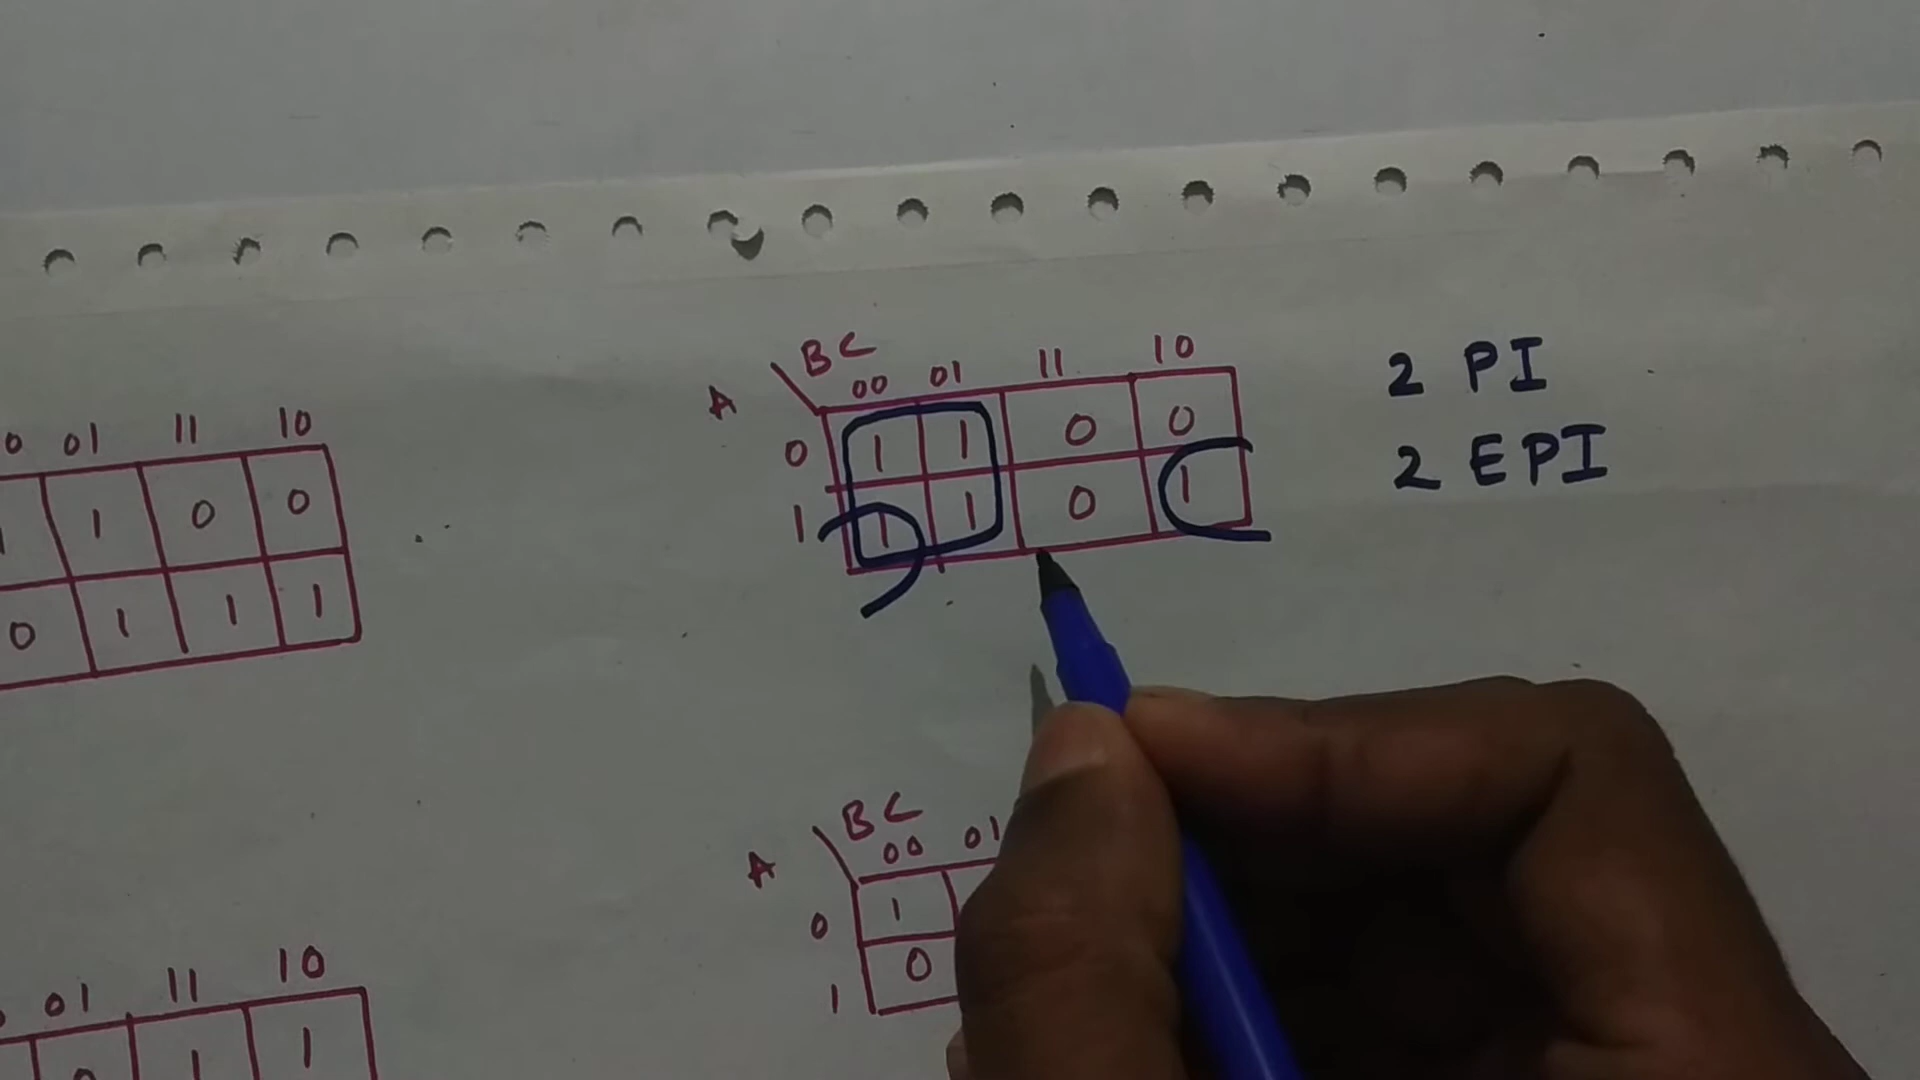 BC
A 00 01 11 10
0 1 1 0 0
1 1 1 0 1
2 PI
2 EPI
01 11 10
1 0 0
0 1 1 1
BC
A 00 01
0 1
1 0
01 11 10
1 1